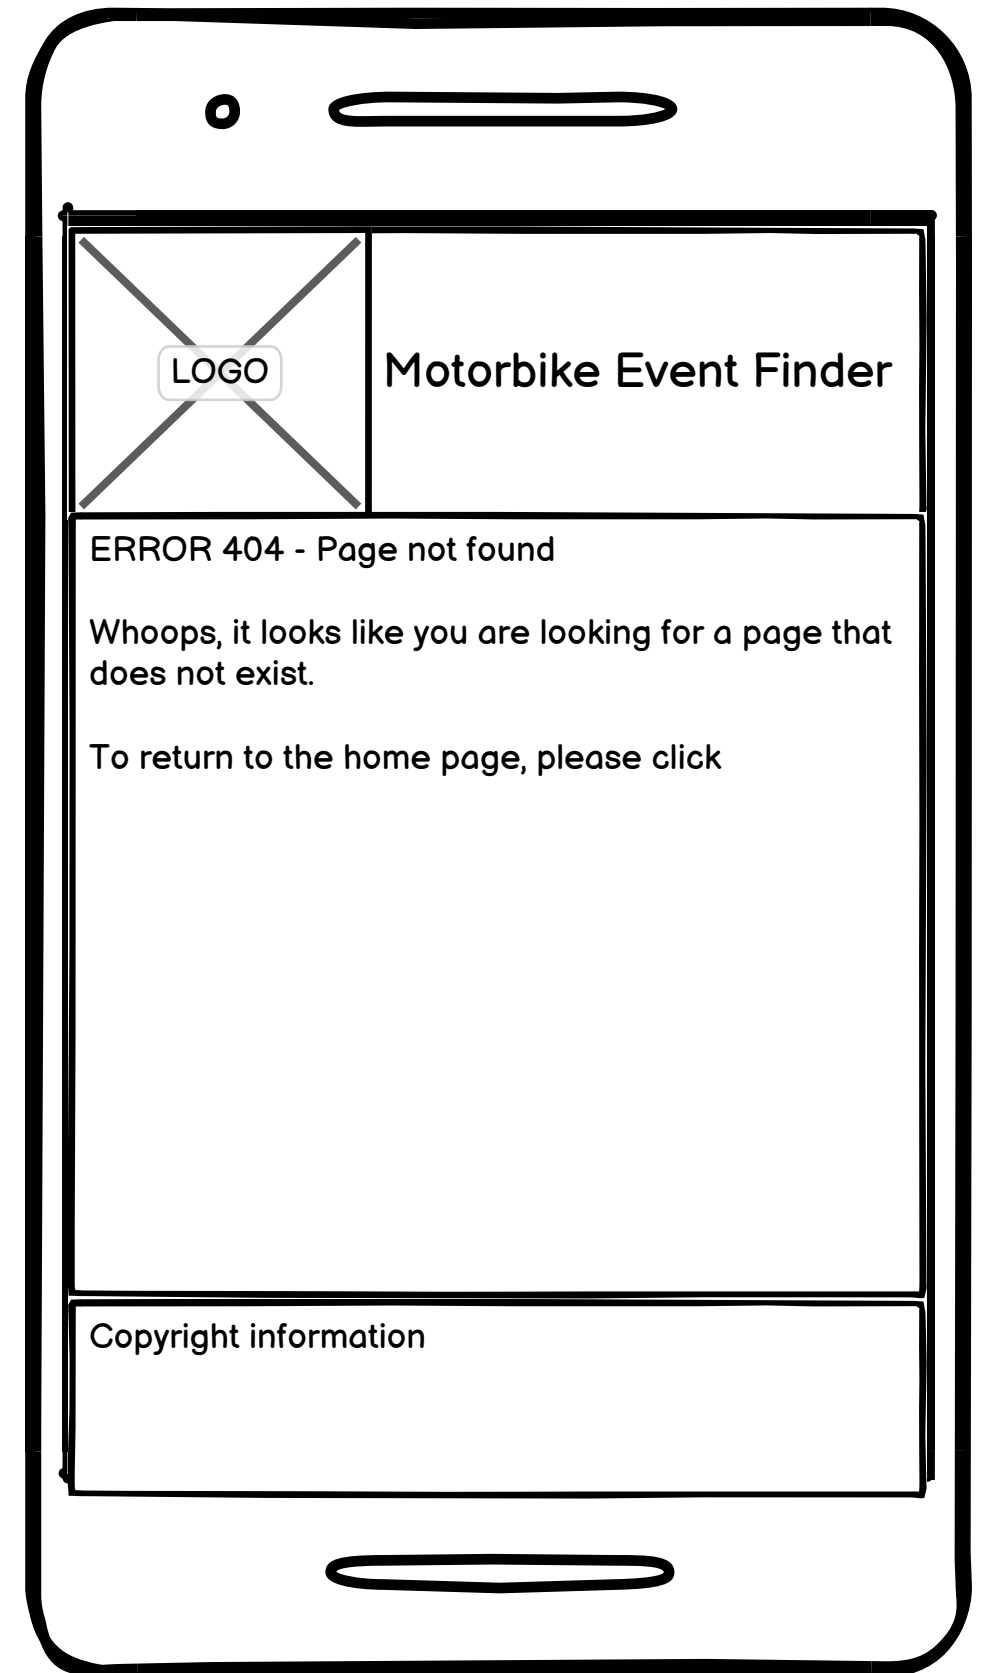 LOGO
Motorbike Event Finder
ERROR 404 - Page not found
Whoops, it looks like you are looking for a page that
does not exist.
To return to the home page, please click
Copyright information